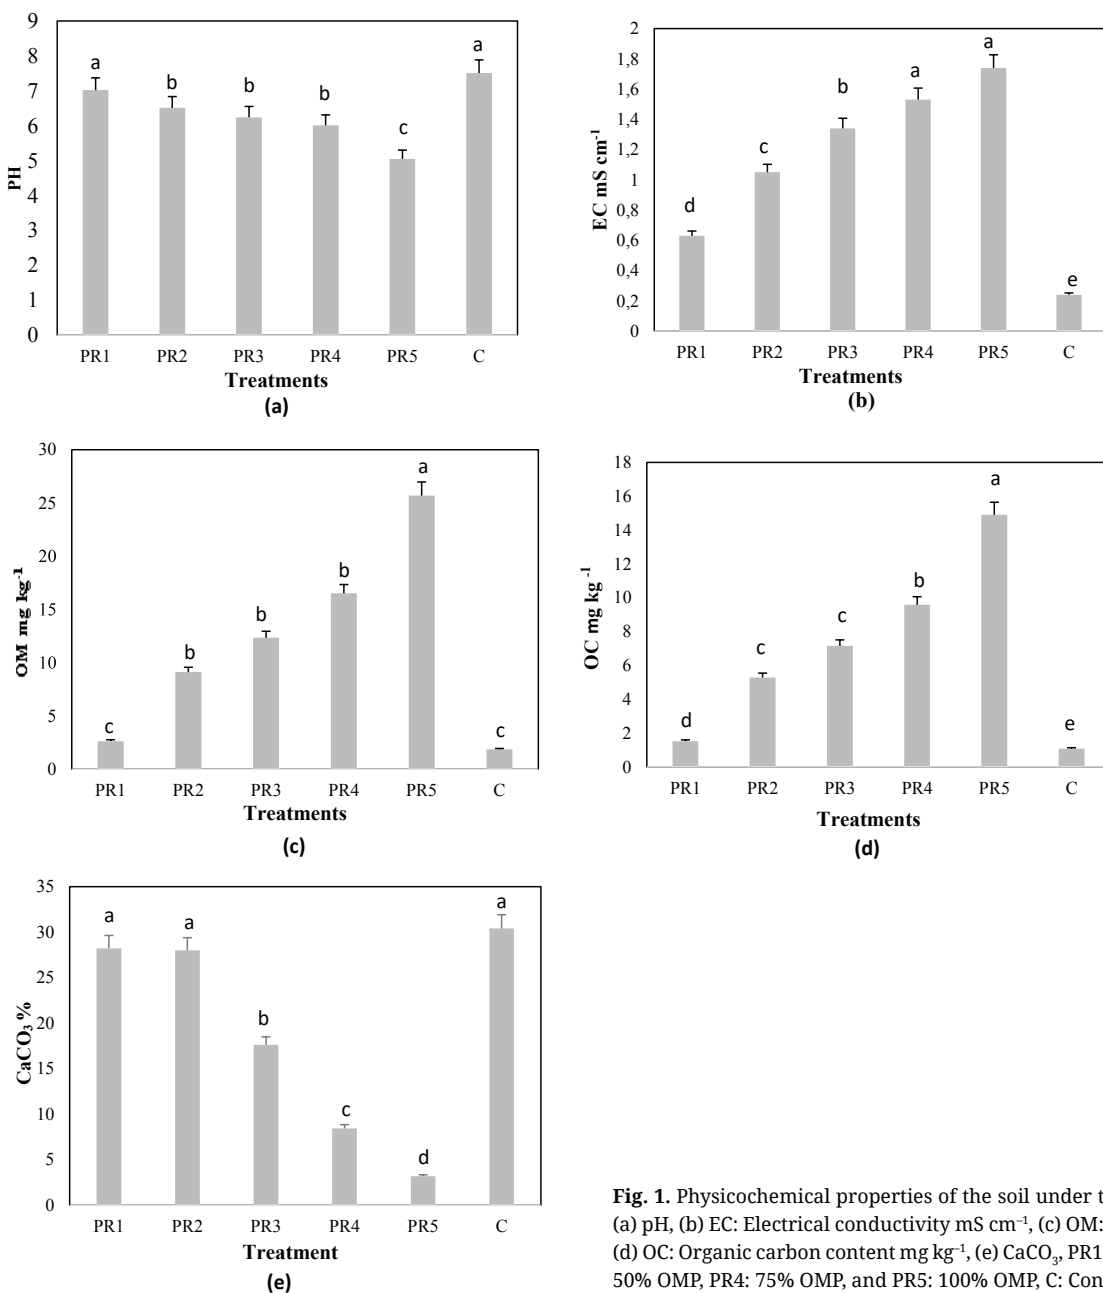 9
8
7
6
5
4
3
2
1
0
PH
a
b
b
b
c
a
PR1 PR2 PR3 PR4 PR5 C
Treatments
(a)
2
1,8
1,6
1,4
1,2
1
0,8
0,6
0,4
0,2
0
EC mS cm⁻¹
d
c
b
a
a
e
PR1 PR2 PR3 PR4 PR5 C
Treatments
(b)
30
25
20
15
10
5
0
OM mg kg⁻¹
c
b
b
b
a
c
PR1 PR2 PR3 PR4 PR5 C
Treatments
(c)
18
16
14
12
10
8
6
4
2
0
OC mg kg⁻¹
d
c
c
b
a
e
PR1 PR2 PR3 PR4 PR5 C
Treatments
(d)
35
30
25
20
15
10
5
0
CaCO₃ %
a
a
b
c
d
a
PR1 PR2 PR3 PR4 PR5 C
Treatment
(e)
Fig. 1. Physicochemical properties of the soil under t
(a) pH, (b) EC: Electrical conductivity mS cm⁻¹, (c) OM:
(d) OC: Organic carbon content mg kg⁻¹, (e) CaCO₃, PR1
50% OMP, PR4: 75% OMP, and PR5: 100% OMP, C: Con